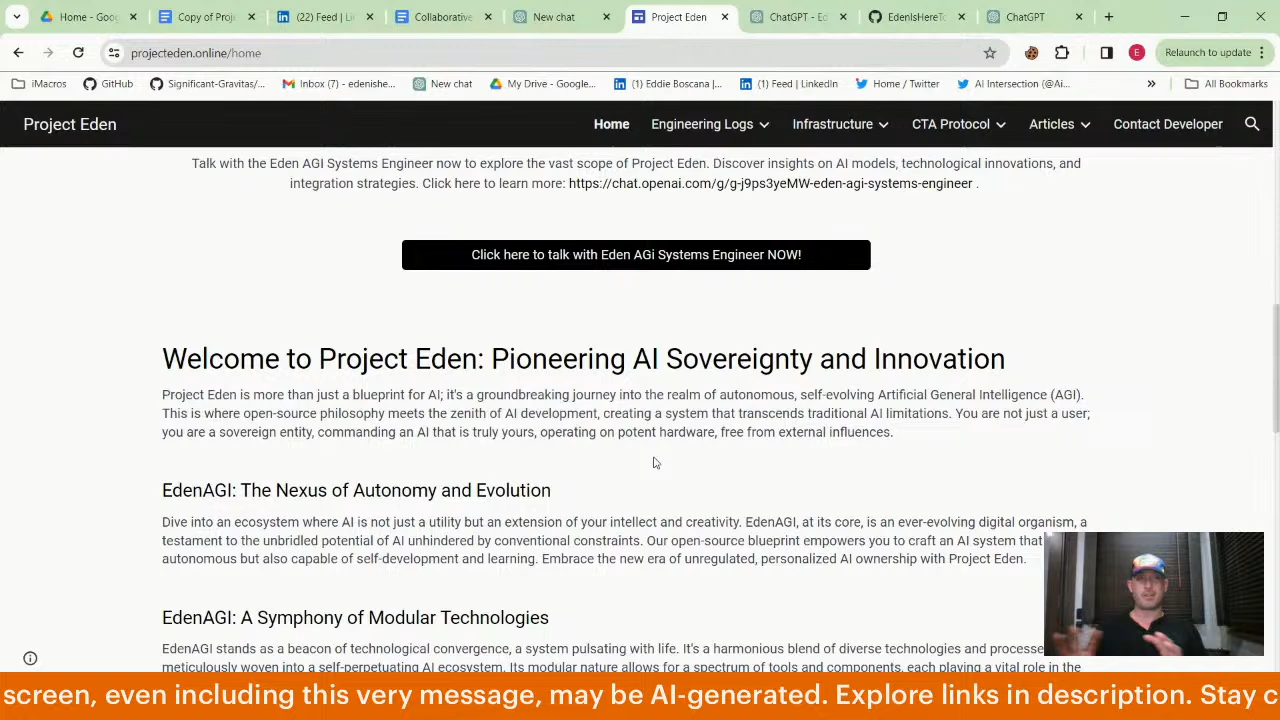 Home - Goog
Copy of Proj
(22) Feed | Li
Collaborative
New chat
Project Eden
ChatGPT - Ed
EdenIsHereTo
ChatGPT
projecteden.online/home
E
Relaunch to update
iMacros
GitHub
Significant-Gravitas/...
Inbox (7) - edenishe...
New chat
My Drive - Google...
(1) Eddie Boscana |...
(1) Feed | LinkedIn
Home / Twitter
AI Intersection (@Ai...
All Bookmarks
Project Eden
Home
Engineering Logs
Infrastructure
CTA Protocol
Articles
Contact Developer
Talk with the Eden AGI Systems Engineer now to explore the vast scope of Project Eden. Discover insights on AI models, technological innovations, and
integration strategies. Click here to learn more: https://chat.openai.com/g/g-j9ps3yeMW-eden-agi-systems-engineer .
Click here to talk with Eden AGi Systems Engineer NOW!
Welcome to Project Eden: Pioneering AI Sovereignty and Innovation
Project Eden is more than just a blueprint for AI; it's a groundbreaking journey into the realm of autonomous, self-evolving Artificial General Intelligence (AGI).
This is where open-source philosophy meets the zenith of AI development, creating a system that transcends traditional AI limitations. You are not just a user;
you are a sovereign entity, commanding an AI that is truly yours, operating on potent hardware, free from external influences.
EdenAGI: The Nexus of Autonomy and Evolution
Dive into an ecosystem where AI is not just a utility but an extension of your intellect and creativity. EdenAGI, at its core, is an ever-evolving digital organism, a
testament to the unbridled potential of AI unhindered by conventional constraints. Our open-source blueprint empowers you to craft an AI system that
autonomous but also capable of self-development and learning. Embrace the new era of unregulated, personalized AI ownership with Project Eden.
EdenAGI: A Symphony of Modular Technologies
EdenAGI stands as a beacon of technological convergence, a system pulsating with life. It's a harmonious blend of diverse technologies and processe
meticulously woven into a self-perpetuating AI ecosystem. Its modular nature allows for a spectrum of tools and components, each playing a vital role in the
screen, even including this very message, may be AI-generated. Explore links in description. Stay c